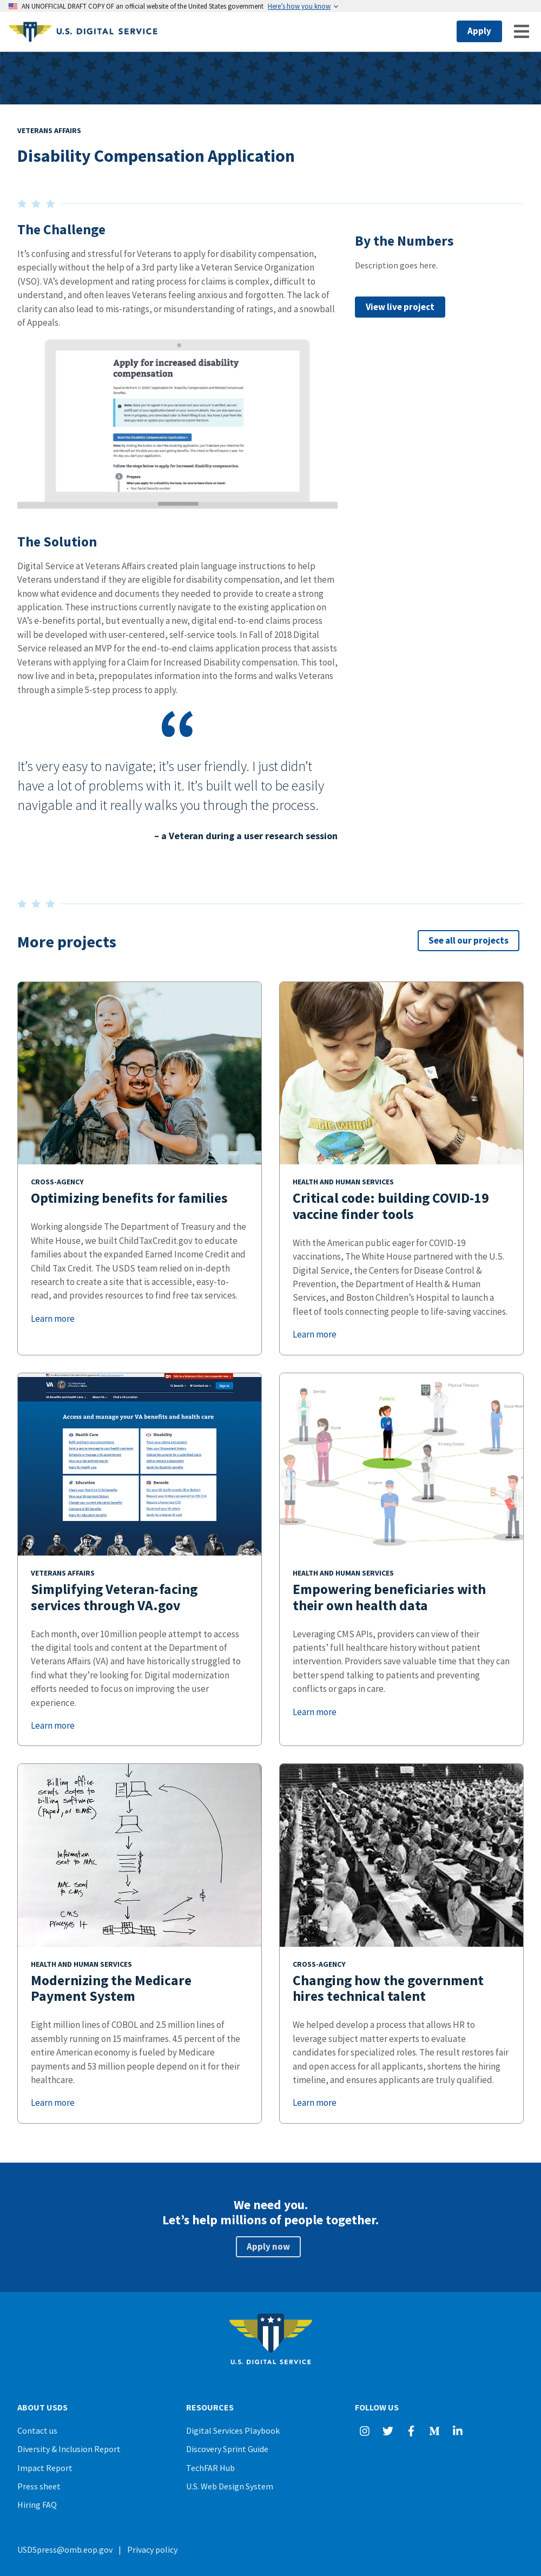 AN UNOFFICIAL DRAFT COPY OF an official website of the United States government Here's how you know
U.S. DIGITAL SERVICE
Apply
VETERANS AFFAIRS
Disability Compensation Application
The Challenge
It's confusing and stressful for Veterans to apply for disability compensation,
especially without the help of a 3rd party like a Veteran Service Organization
(VSO). VA's development and rating process for claims is complex, difficult to
understand, and often leaves Veterans feeling anxious and forgotten. The lack of
clarity can also lead to mis-ratings, or misunderstanding of ratings, and a snowball
of Appeals.
By the Numbers
Description goes here.
View live project
Apply for increased disability
compensation
Start the Disability Compensation Application
Follow the steps below to apply for increased disability compensation.
1 Prepare
The Solution
Digital Service at Veterans Affairs created plain language instructions to help
Veterans understand if they are eligible for disability compensation, and let them
know what evidence and documents they needed to provide to create a strong
application. These instructions currently navigate to the existing application on
VA's e-benefits portal, but eventually a new, digital end-to-end claims process
will be developed with user-centered, self-service tools. In Fall of 2018 Digital
Service released an MVP for the end-to-end claims application process that assists
Veterans with applying for a Claim for Increased Disability compensation. This tool,
now live and in beta, prepopulates information into the forms and walks Veterans
through a simple 5-step process to apply.
“
It's very easy to navigate; it's user friendly. I just didn't
have a lot of problems with it. It's built well to be easily
navigable and it really walks you through the process.
– a Veteran during a user research session
More projects
See all our projects
CROSS-AGENCY
Optimizing benefits for families
Working alongside The Department of Treasury and the
White House, we built ChildTaxCredit.gov to educate
families about the expanded Earned Income Credit and
Child Tax Credit. The USDS team relied on in-depth
research to create a site that is accessible, easy-to-
read, and provides resources to find free tax services.
Learn more
HEALTH AND HUMAN SERVICES
Critical code: building COVID-19
vaccine finder tools
With the American public eager for COVID-19
vaccinations, The White House partnered with the U.S.
Digital Service, the Centers for Disease Control &
Prevention, the Department of Health & Human
Services, and Boston Children's Hospital to launch a
fleet of tools connecting people to life-saving vaccines.
Learn more
VA
Access and manage your VA benefits and health care
Health Care
Disability
Education
Records
VETERANS AFFAIRS
Simplifying Veteran-facing
services through VA.gov
Each month, over 10 million people attempt to access
the digital tools and content at the Department of
Veterans Affairs (VA) and have historically struggled to
find what they're looking for. Digital modernization
efforts needed to focus on improving the user
experience.
Learn more
Dentist
Nurse
Patient
Physical Therapist
Primary Doctor
Surgeon
HEALTH AND HUMAN SERVICES
Empowering beneficiaries with
their own health data
Leveraging CMS APIs, providers can view of their
patients' full healthcare history without patient
intervention. Providers save valuable time that they can
better spend talking to patients and preventing
conflicts or gaps in care.
Learn more
Billing office
sends codes to
billing software
(Paper, or EMR)
Information
sent to MAC
MAC send
to CMS
CMS
Processes It
$
HEALTH AND HUMAN SERVICES
Modernizing the Medicare
Payment System
Eight million lines of COBOL and 2.5 million lines of
assembly running on 15 mainframes. 4.5 percent of the
entire American economy is fueled by Medicare
payments and 53 million people depend on it for their
healthcare.
Learn more
CROSS-AGENCY
Changing how the government
hires technical talent
We helped develop a process that allows HR to
leverage subject matter experts to evaluate
candidates for specialized roles. The result restores fair
and open access for all applicants, shortens the hiring
timeline, and ensures applicants are truly qualified.
Learn more
We need you.
Let's help millions of people together.
Apply now
U.S. DIGITAL SERVICE
ABOUT USDS
Contact us
Diversity & Inclusion Report
Impact Report
Press sheet
Hiring FAQ
RESOURCES
Digital Services Playbook
Discovery Sprint Guide
TechFAR Hub
U.S. Web Design System
FOLLOW US
USDSpress@omb.eop.gov | Privacy policy